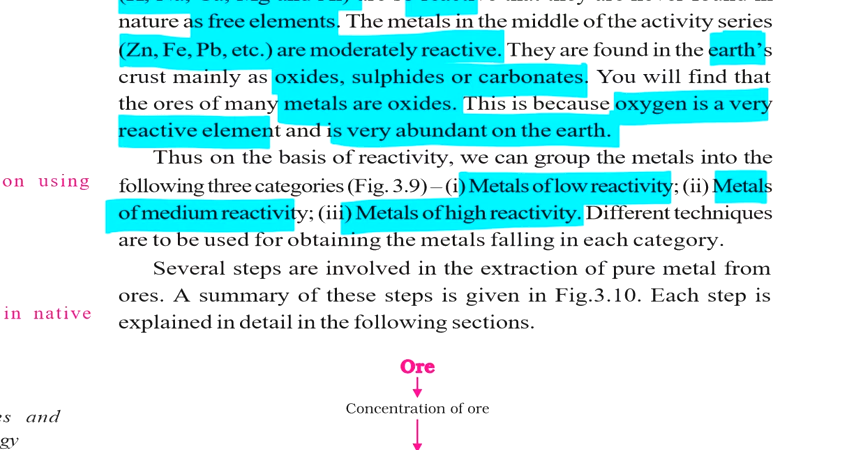 nature as free elements. The metals in the middle of the activity series
(Zn, Fe, Pb, etc.) are moderately reactive. They are found in the earth's
crust mainly as oxides, sulphides or carbonates. You will find that
the ores of many metals are oxides. This is because oxygen is a very
reactive element and is very abundant on the earth.
Thus on the basis of reactivity, we can group the metals into the
on using
following three categories (Fig. 3.9)–(i) Metals of low reactivity; (ii) Metals
of medium reactivity; (iii) Metals of high reactivity. Different techniques
are to be used for obtaining the metals falling in each category.
Several steps are involved in the extraction of pure metal from
ores. A summary of these steps is given in Fig.3.10. Each step is
in native
explained in detail in the following sections.
Ore
Concentration of ore
and